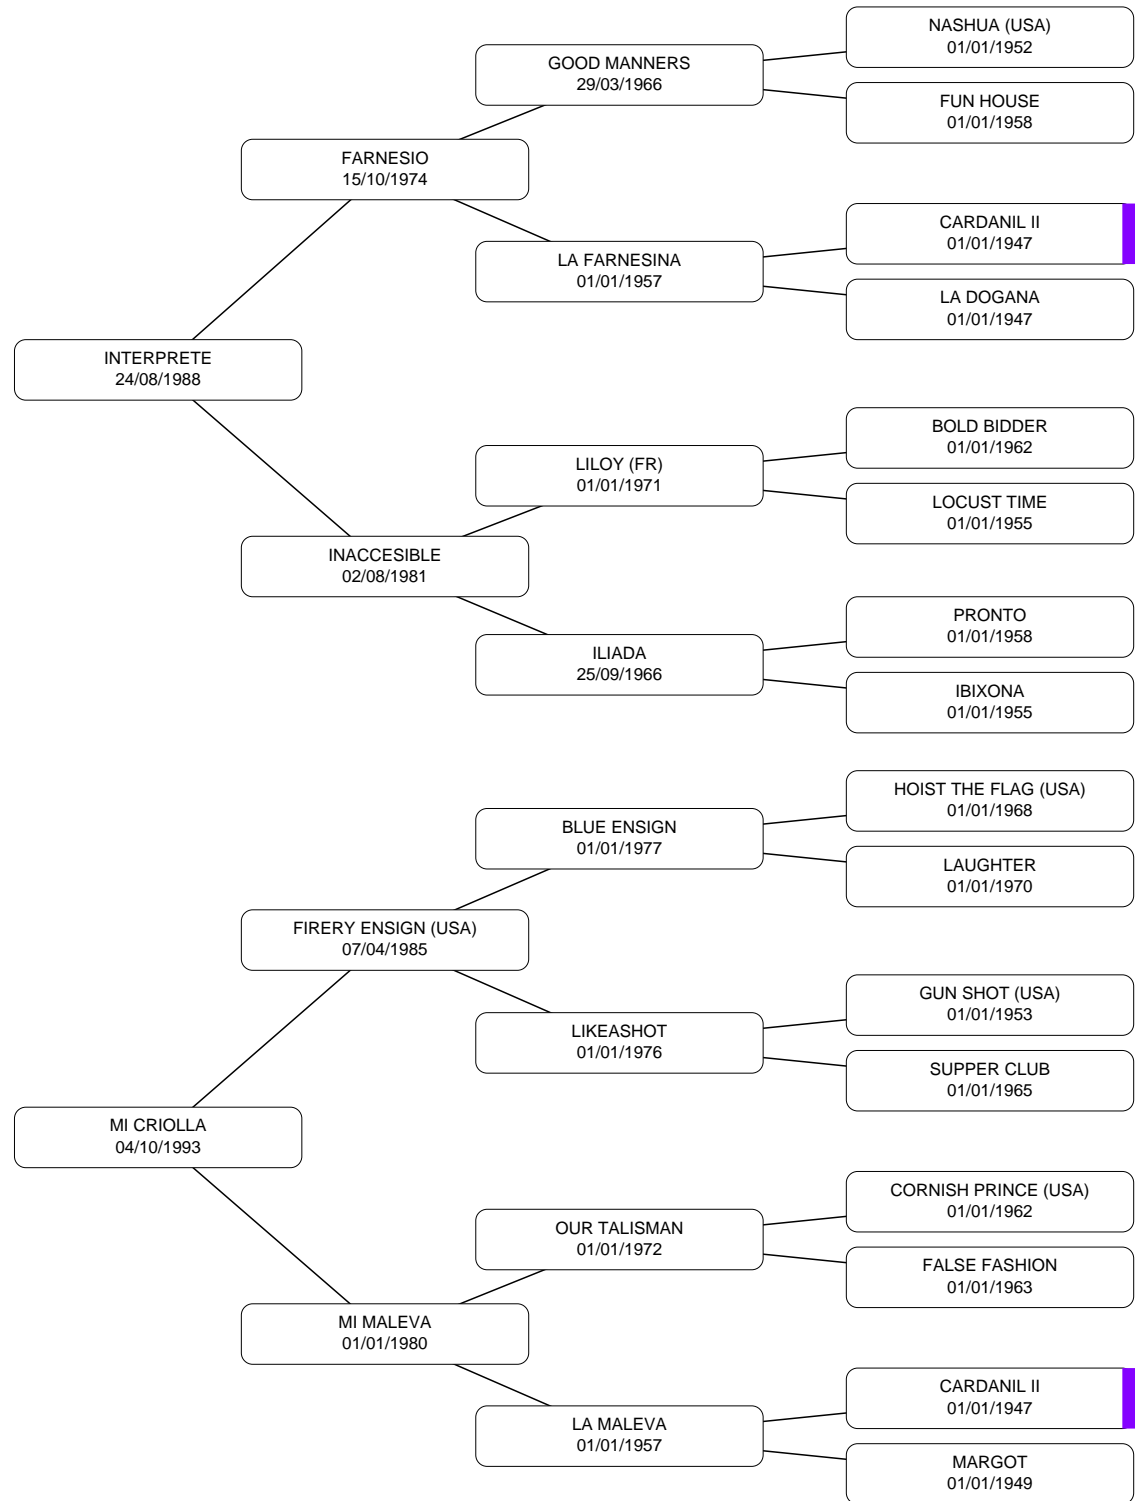 NASHUA (USA)
01/01/1952
GOOD MANNERS
29/03/1966
FUN HOUSE
01/01/1958
FARNESIO
15/10/1974
CARDANIL II
01/01/1947
LA FARNESINA
01/01/1957
LA DOGANA
01/01/1947
INTERPRETE
24/08/1988
BOLD BIDDER
01/01/1962
LILOY (FR)
01/01/1971
LOCUST TIME
01/01/1955
INACCESIBLE
02/08/1981
PRONTO
01/01/1958
ILIADA
25/09/1966
IBIXONA
01/01/1955
HOIST THE FLAG (USA)
01/01/1968
BLUE ENSIGN
01/01/1977
LAUGHTER
01/01/1970
FIRERY ENSIGN (USA)
07/04/1985
GUN SHOT (USA)
01/01/1953
LIKEASHOT
01/01/1976
SUPPER CLUB
01/01/1965
MI CRIOLLA
04/10/1993
CORNISH PRINCE (USA)
01/01/1962
OUR TALISMAN
01/01/1972
FALSE FASHION
01/01/1963
MI MALEVA
01/01/1980
CARDANIL II
01/01/1947
LA MALEVA
01/01/1957
MARGOT
01/01/1949